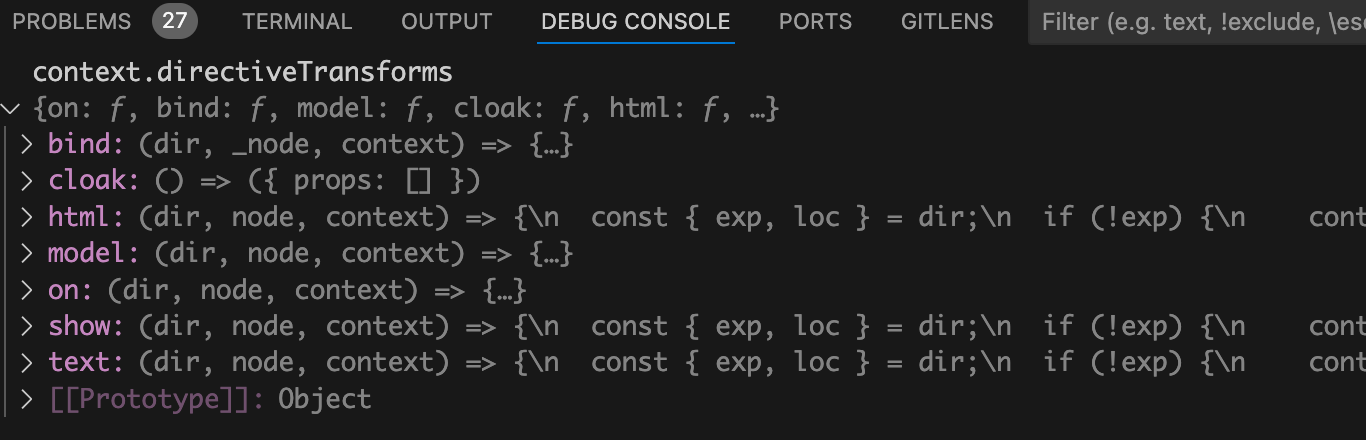 PROBLEMS 27 TERMINAL OUTPUT DEBUG CONSOLE PORTS GITLENS Filter (e.g. text, !exclude, \esc
context.directiveTransforms
{on: ƒ, bind: ƒ, model: ƒ, cloak: ƒ, html: ƒ, …}
bind: (dir, _node, context) => {…}
cloak: () => ({ props: [] })
html: (dir, node, context) => {\n  const { exp, loc } = dir;\n  if (!exp) {\n    cont
model: (dir, node, context) => {…}
on: (dir, node, context) => {…}
show: (dir, node, context) => {\n  const { exp, loc } = dir;\n  if (!exp) {\n    cont
text: (dir, node, context) => {\n  const { exp, loc } = dir;\n  if (!exp) {\n    cont
[[Prototype]]: Object